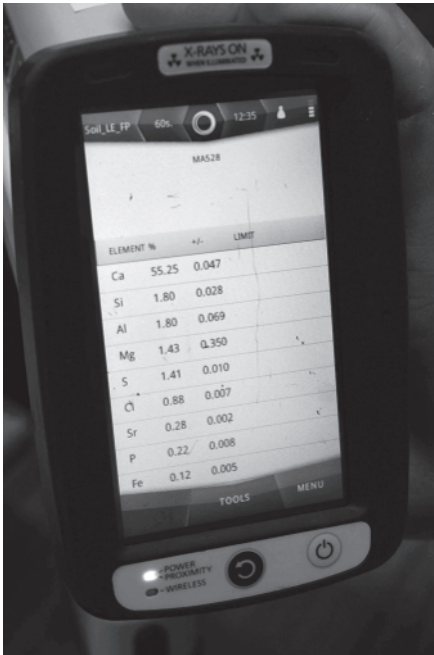 X-RAYS ON
WHEN ILLUMINATED
Soil_LE_FP 60s. 12:35
MA528
ELEMENT % +/- LIMIT
Ca 55.25 0.047
Si 1.80 0.028
Al 1.80 0.069
Mg 1.43 0.350
S 1.41 0.010
Cl 0.88 0.007
Sr 0.28 0.002
P 0.22 0.008
Fe 0.12 0.005
TOOLS MENU
POWER
PROXIMITY
WIRELESS